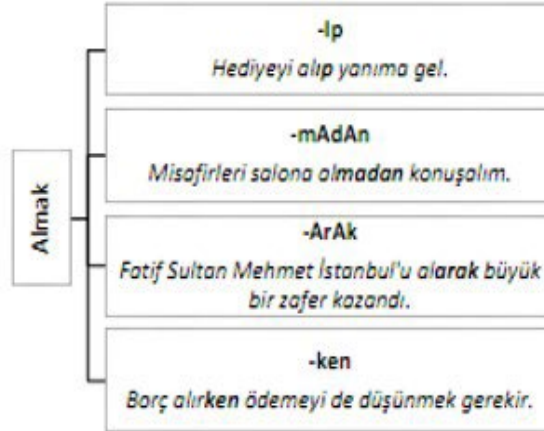 Almak
-Ip
Hediyeyi alıp yanıma gel.
-mAdAn
Misafirleri salona almadan konuşalım.
-ArAk
Fatif Sultan Mehmet İstanbul'u alarak büyük
bir zafer kazandı.
-ken
Borç alırken ödemeyi de düşünmek gerekir.